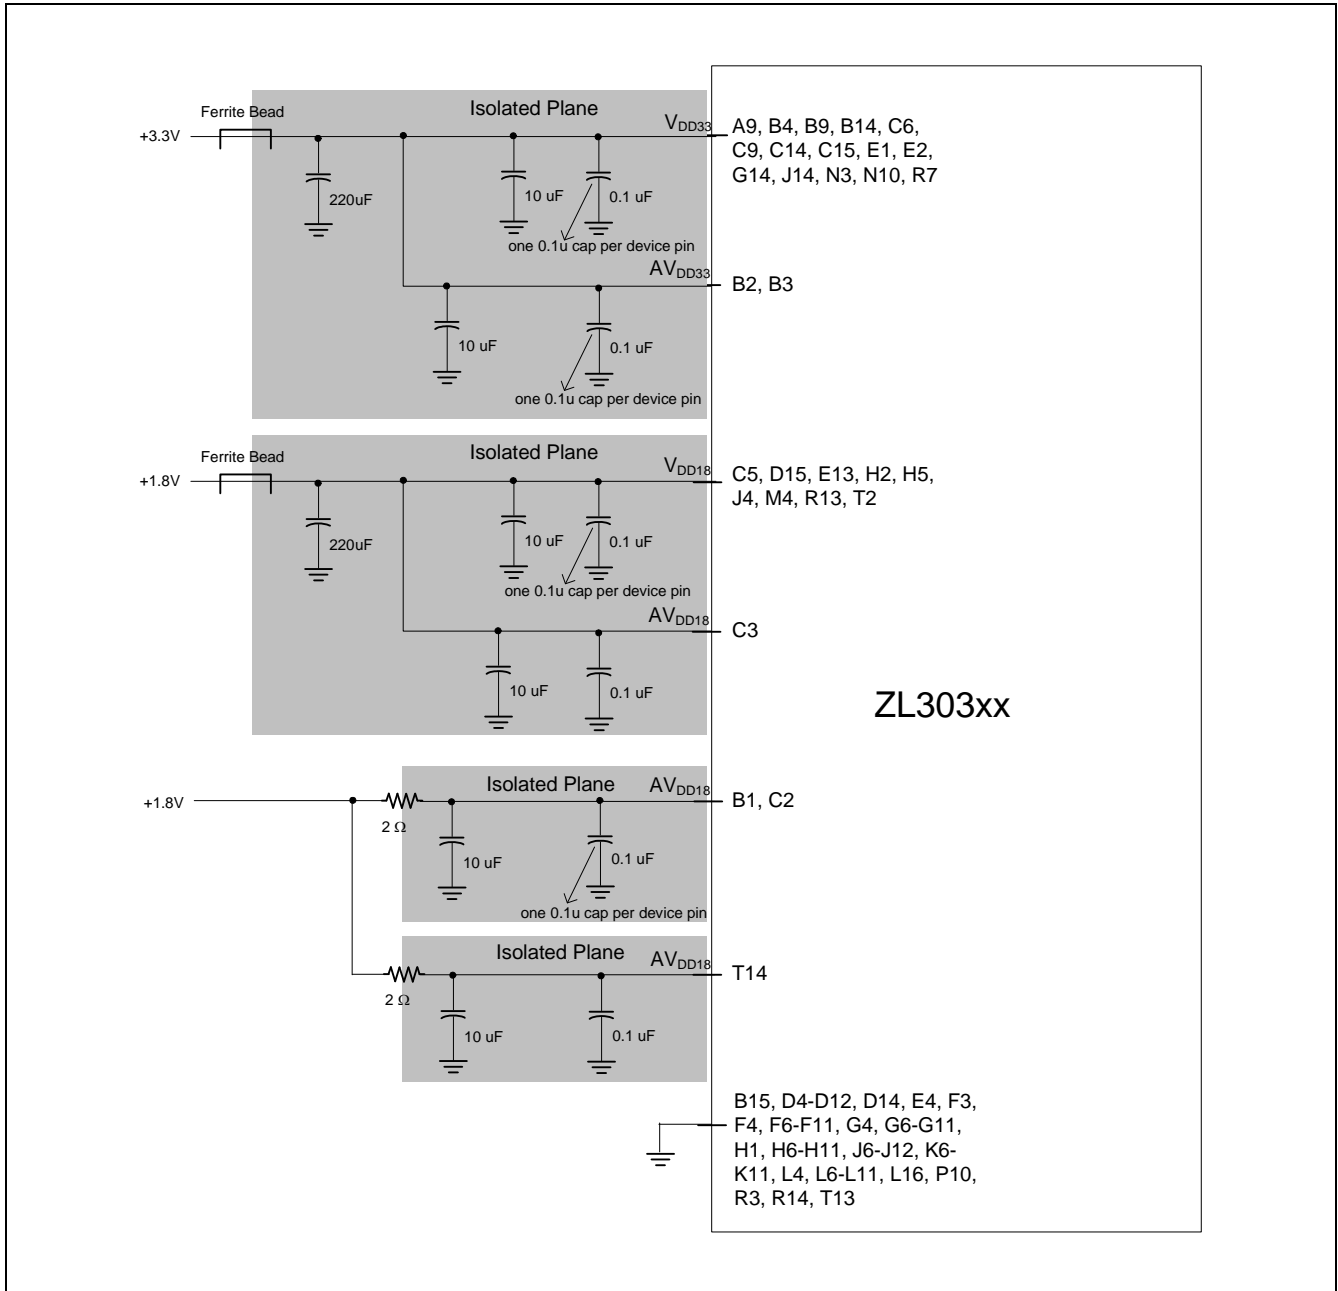 Isolated Plane
Ferrite Bead
+3.3V
VDD33
A9, B4, B9, B14, C6,
C9, C14, C15, E1, E2,
G14, J14, N3, N10, R7
220uF
10 uF
0.1 uF
one 0.1u cap per device pin
AVDD33
B2, B3
10 uF
0.1 uF
one 0.1u cap per device pin
Isolated Plane
Ferrite Bead
+1.8V
VDD18
C5, D15, E13, H2, H5,
J4, M4, R13, T2
220uF
10 uF
0.1 uF
one 0.1u cap per device pin
AVDD18
C3
10 uF
0.1 uF
ZL303xx
Isolated Plane
+1.8V
AVDD18
B1, C2
2 Ω
10 uF
0.1 uF
one 0.1u cap per device pin
Isolated Plane
AVDD18
T14
2 Ω
10 uF
0.1 uF
B15, D4-D12, D14, E4, F3,
F4, F6-F11, G4, G6-G11,
H1, H6-H11, J6-J12, K6-
K11, L4, L6-L11, L16, P10,
R3, R14, T13